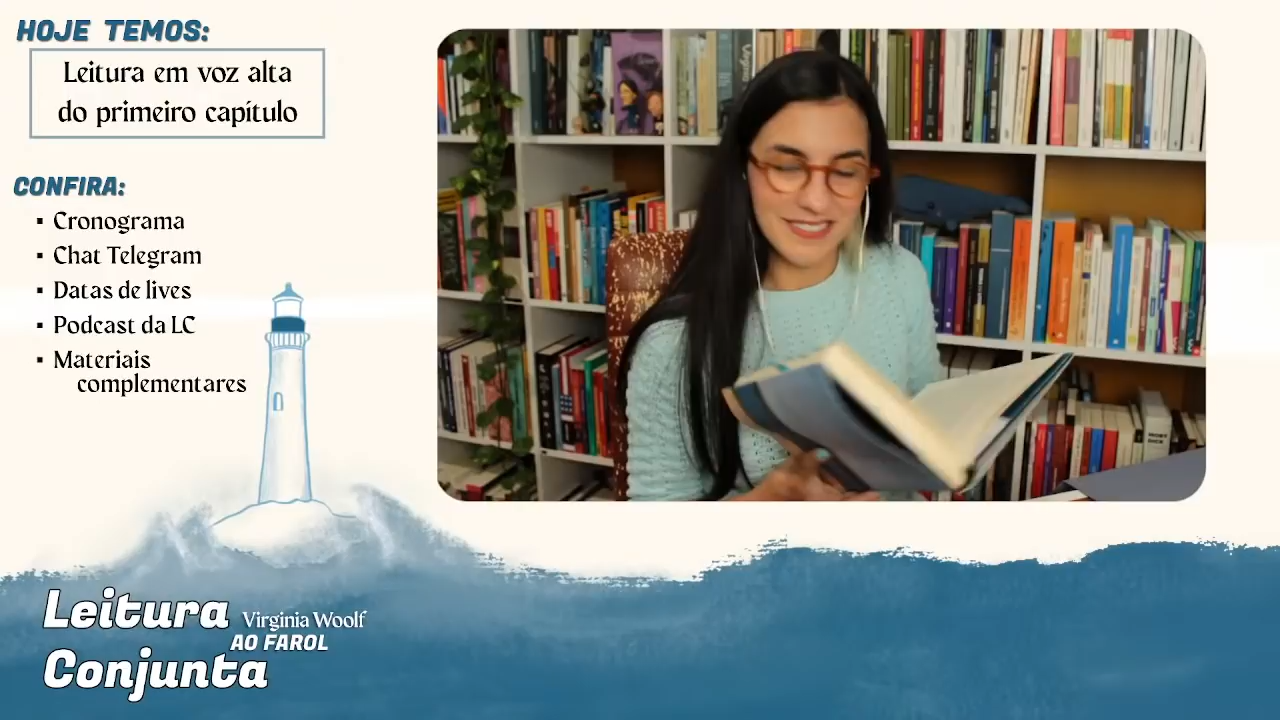 HOJE TEMOS:
Leitura em voz alta
do primeiro capítulo
CONFIRA:
▪ Cronograma
▪ Chat Telegram
▪ Datas de lives
▪ Podcast da LC
▪ Materiais
complementares
Leitura
Virginia Woolf
AO FAROL
Conjunta